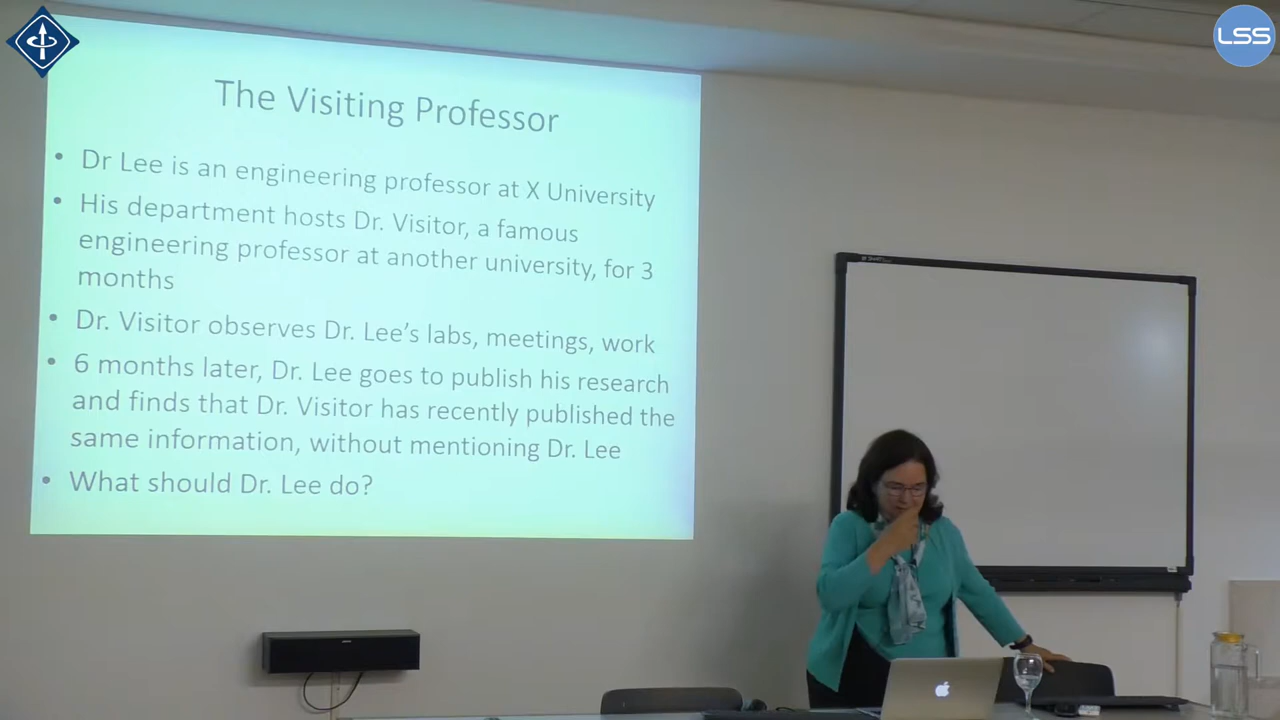 LSS
The Visiting Professor
• Dr Lee is an engineering professor at X University
• His department hosts Dr. Visitor, a famous
engineering professor at another university, for 3
months
• Dr. Visitor observes Dr. Lee's labs, meetings, work
• 6 months later, Dr. Lee goes to publish his research
and finds that Dr. Visitor has recently published the
same information, without mentioning Dr. Lee
• What should Dr. Lee do?